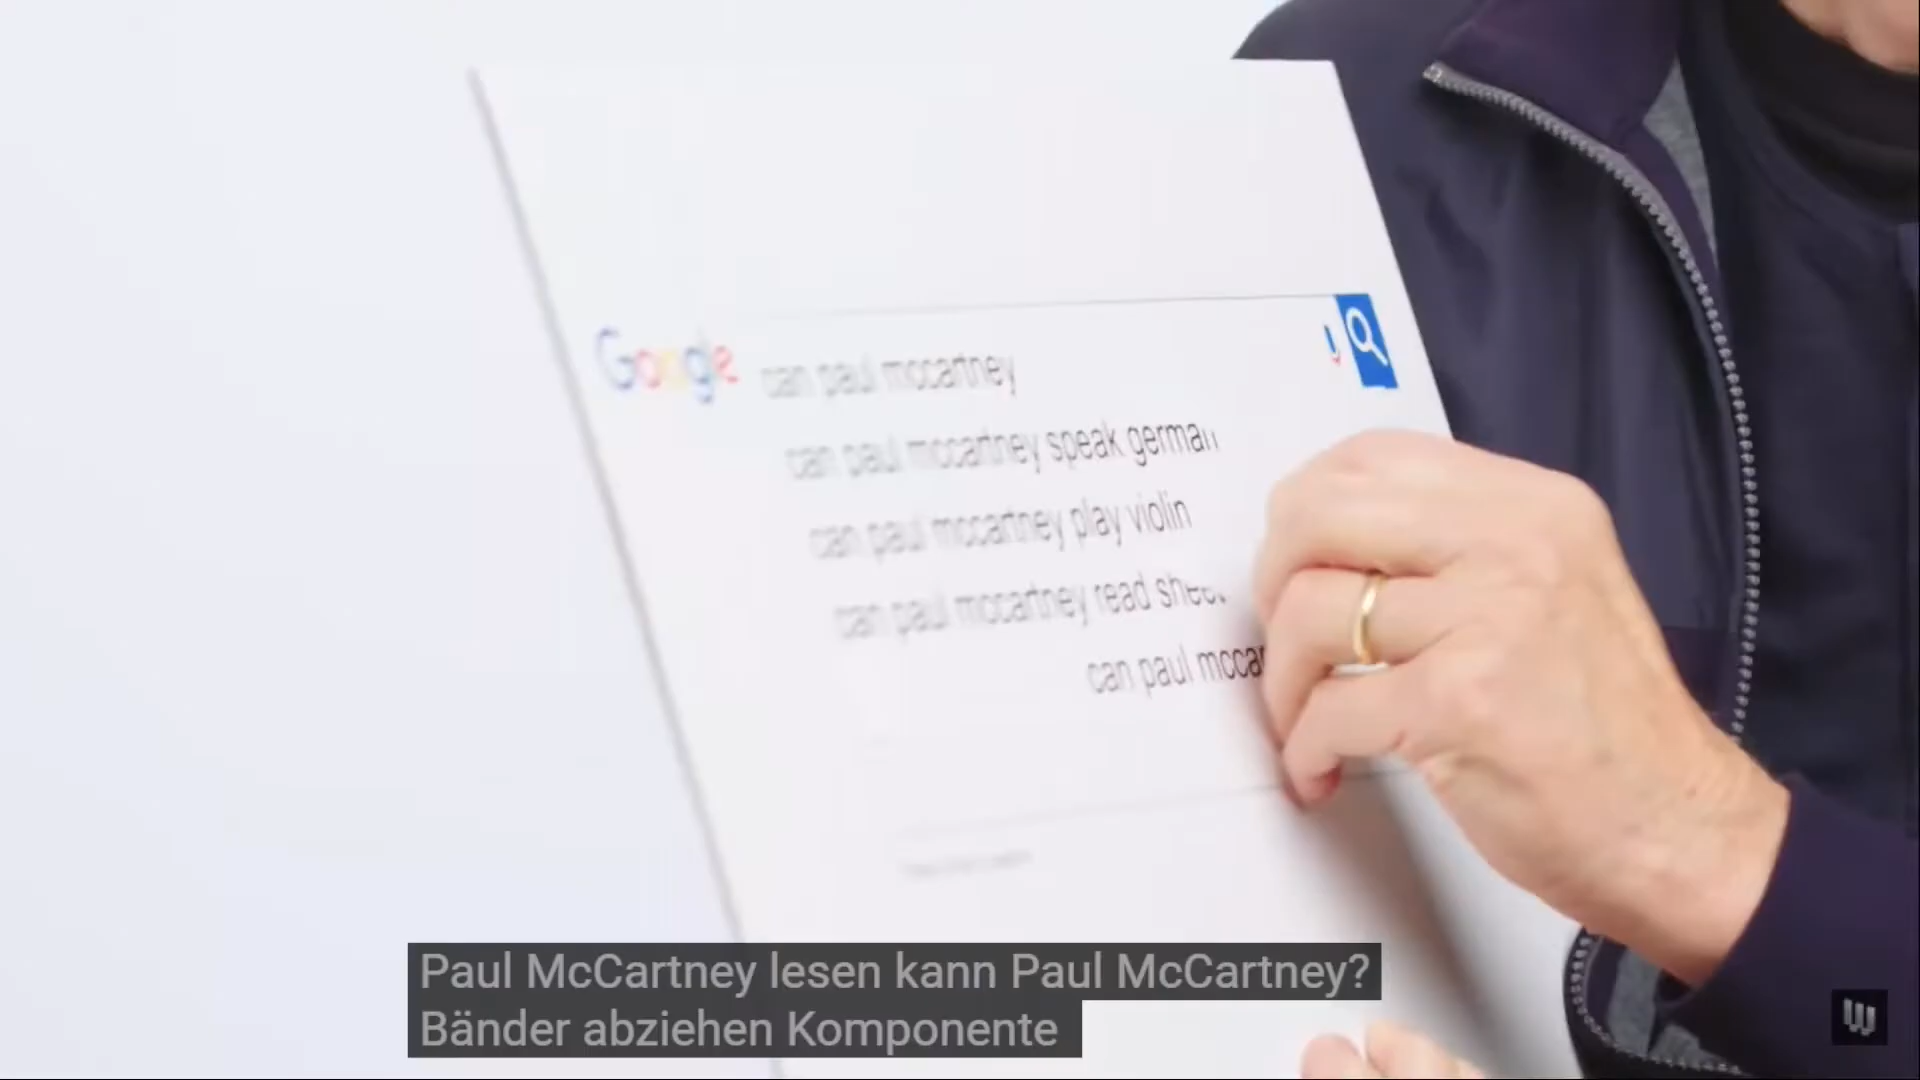 Google can paul mccartney
can paul mccartney speak german
can paul mccartney play violin
can paul mccartney read sheet
can paul mccar
Paul McCartney lesen kann Paul McCartney?
Bänder abziehen Komponente
W